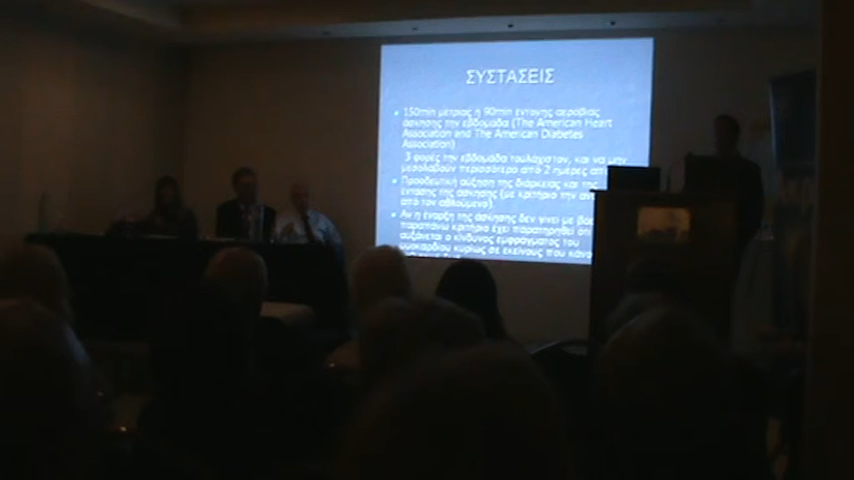 ΣΥΣΤΑΣΕΙΣ
150min μέτριας ή 90min έντονης αερόβιας
άσκησης την εβδομάδα (The American Heart
Association and The American Diabetes
Association)
3 φορές την εβδομάδα τουλάχιστον, και να μην
μεσολαβούν περισσότερο από 2 ημέρες
Προοδευτική αύξηση της διάρκειας και της
έντασης της άσκησης (με κριτήριο την
από τον αθλούμενο)
Αν η έναρξη της άσκησης δεν γίνει με
παραπάνω κριτήρια έχει παρατηρηθεί ότι
αυξάνεται ο κίνδυνος εμφράγματος του
μυοκαρδίου κυρίως σε εκείνους που